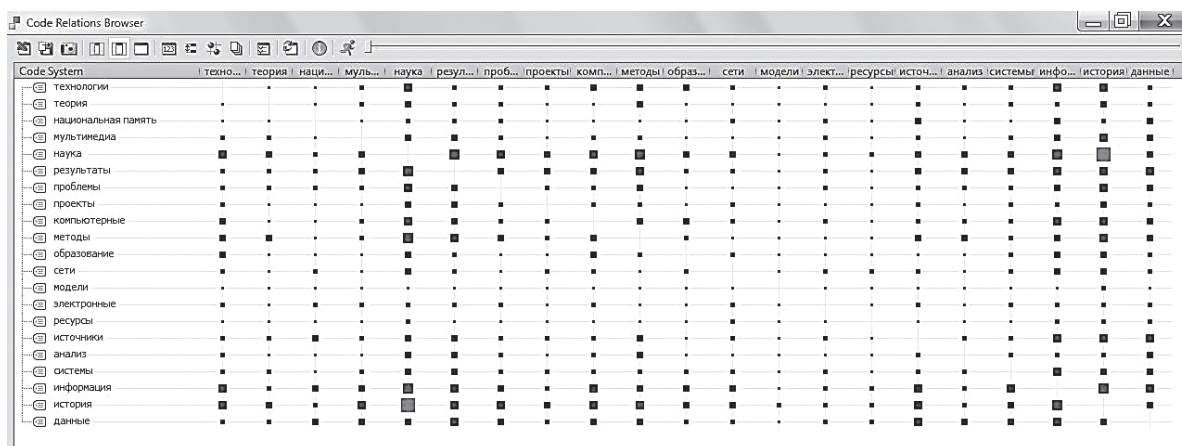 Code Relations Browser
Code System техно... теория наци... муль... наука резул... проб... проекты комп... методы образ... сети модели элект... ресурсы источ... анализ системы инфо... история данные
технологии
теория
национальная память
мультимедиа
наука
результаты
проблемы
проекты
компьютерные
методы
образование
сети
модели
электронные
ресурсы
источники
анализ
системы
информация
история
данные